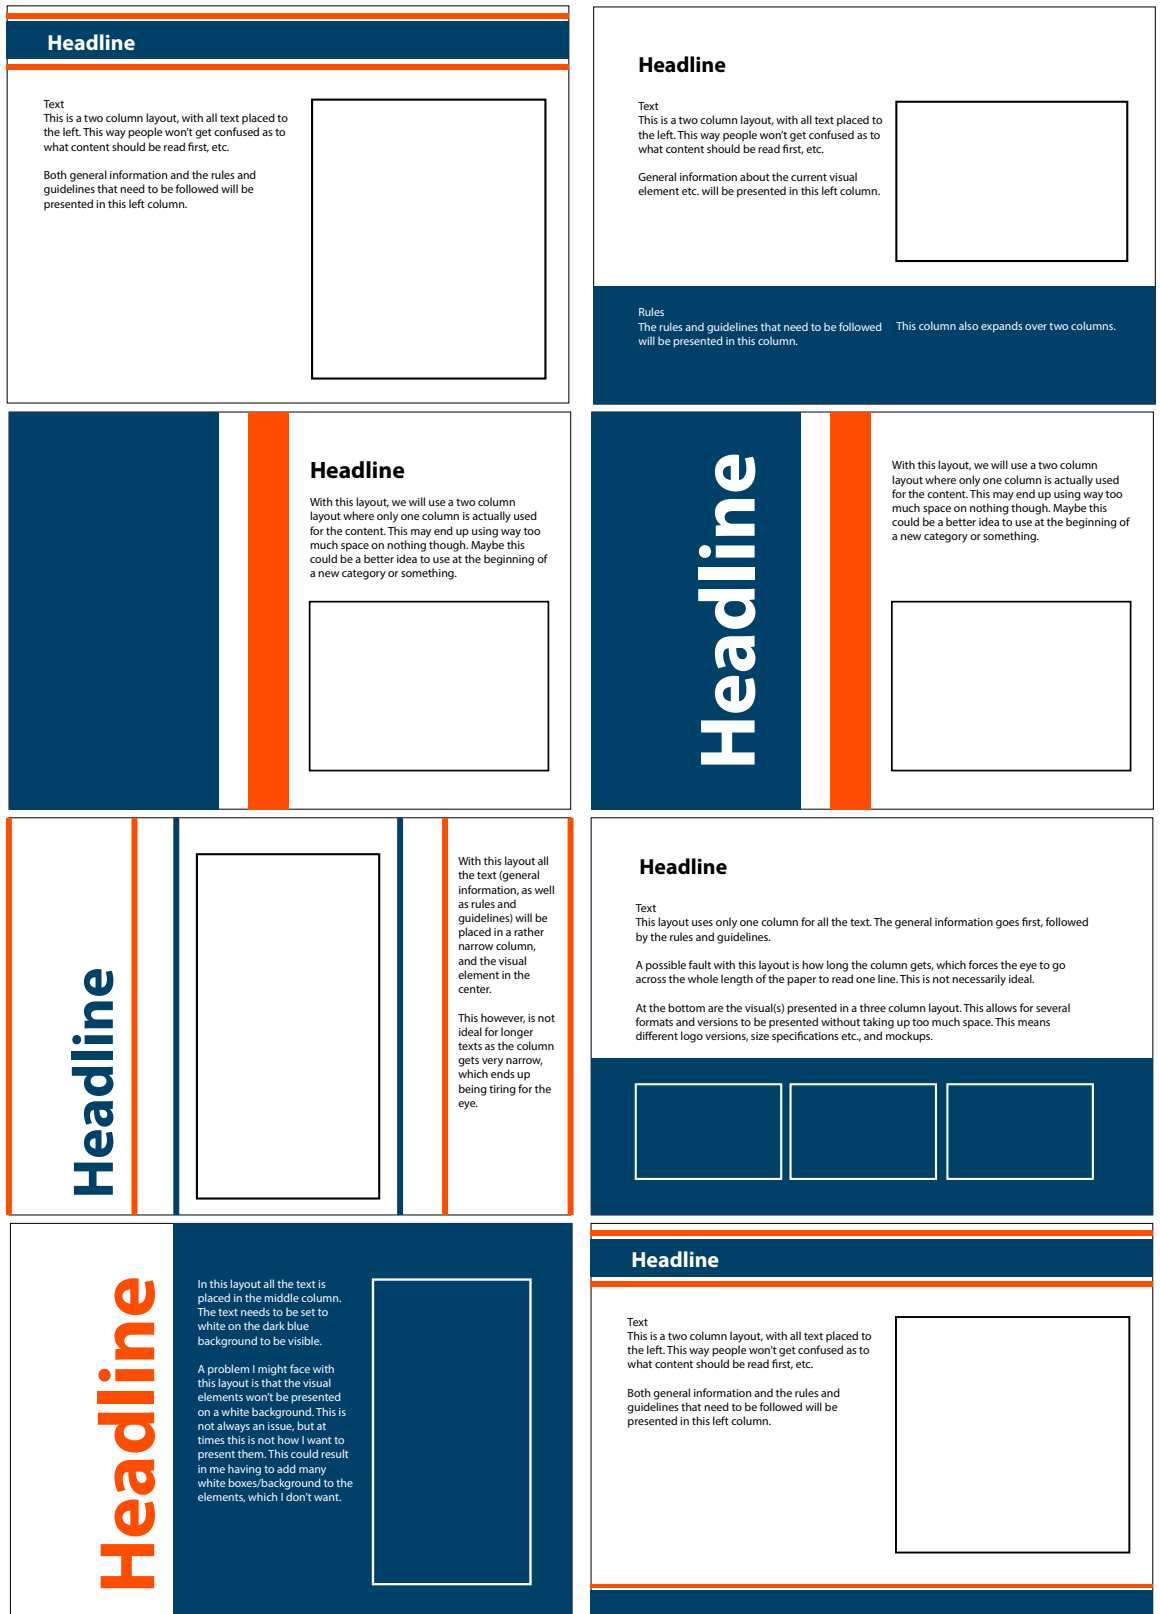 Headline
Text
This is a two column layout, with all text placed to
the left. This way people won't get confused as to
what content should be read first, etc.
Both general information and the rules and
guidelines that need to be followed will be
presented in this left column.
Headline
Text
This is a two column layout, with all text placed to
the left. This way people won't get confused as to
what content should be read first, etc.
General information about the current visual
element etc. will be presented in this left column.
Rules
The rules and guidelines that need to be followed
will be presented in this column.
This column also expands over two columns.
Headline
With this layout, we will use a two column
layout where only one column is actually used
for the content. This may end up using way too
much space on nothing though. Maybe this
could be a better idea to use at the beginning of
a new category or something.
Headline
With this layout, we will use a two column
layout where only one column is actually used
for the content. This may end up using way too
much space on nothing though. Maybe this
could be a better idea to use at the beginning of
a new category or something.
Headline
With this layout all
the text (general
information, as well
as rules and
guidelines) will be
placed in a rather
narrow column,
and the visual
element in the
center.
This however, is not
ideal for longer
texts as the column
gets very narrow,
which ends up
being tiring for the
eye.
Headline
Text
This layout uses only one column for all the text. The general information goes first, followed
by the rules and guidelines.
A possible fault with this layout is how long the column gets, which forces the eye to go
across the whole length of the paper to read one line. This is not necessarily ideal.
At the bottom are the visual(s) presented in a three column layout. This allows for several
formats and versions to be presented without taking up too much space. This means
different logo versions, size specifications etc., and mockups.
Headline
In this layout all the text is
placed in the middle column.
The text needs to be set to
white on the dark blue
background to be visible.
A problem I might face with
this layout is that the visual
elements won't be presented
on a white background. This is
not always an issue, but at
times this is not how I want to
present them. This could result
in me having to add many
white boxes/background to the
elements, which I don't want.
Headline
Text
This is a two column layout, with all text placed to
the left. This way people won't get confused as to
what content should be read first, etc.
Both general information and the rules and
guidelines that need to be followed will be
presented in this left column.